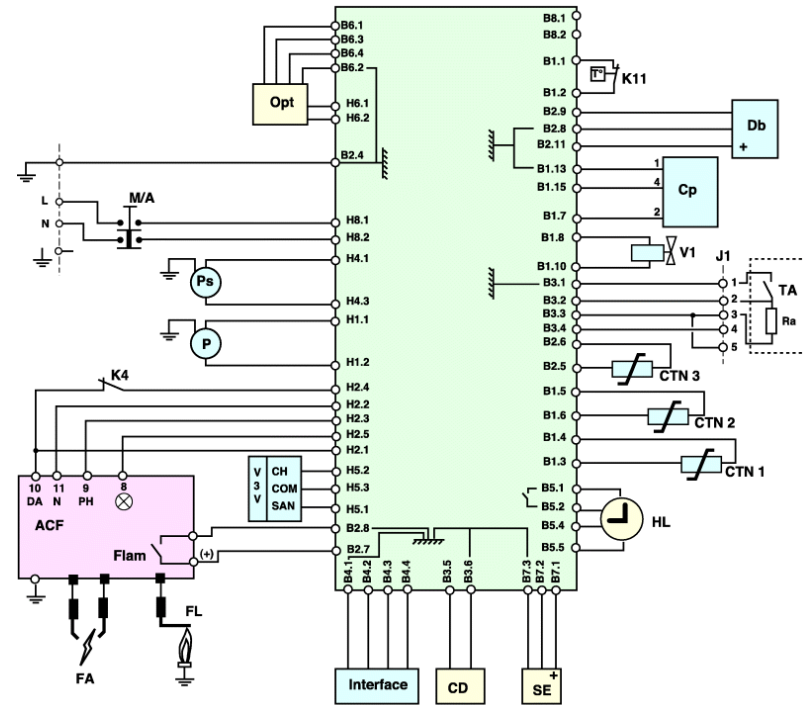 B6.1
B6.3
B6.4
B6.2
Opt
H6.1
H6.2
B2.4
L
N
M/A
H8.1
H8.2
H4.1
Ps
H4.3
H1.1
P
H1.2
K4
H2.4
H2.2
H2.3
H2.5
H2.1
10 11 9 8
DA N PH
ACF
Flam
(+)
V3V
CH
COM
SAN
H5.2
H5.3
H5.1
B2.8
B2.7
FA
FL
B8.1
B8.2
B1.1
T°
K11
B1.2
B2.9
B2.8
B2.11
Db
+
B1.13
B1.15
B1.7
1
4
2
Cp
B1.8
V1
B1.10
J1
B3.1
B3.2
B3.3
B3.4
1
2
3
4
5
TA
Ra
B2.6
B2.5
CTN 3
B1.5
B1.6
CTN 2
B1.4
B1.3
CTN 1
B5.1
B5.2
B5.4
B5.5
HL
B4.1
B4.2
B4.3
B4.4
B3.5
B3.6
B7.3
B7.2
B7.1
Interface
CD
SE
+